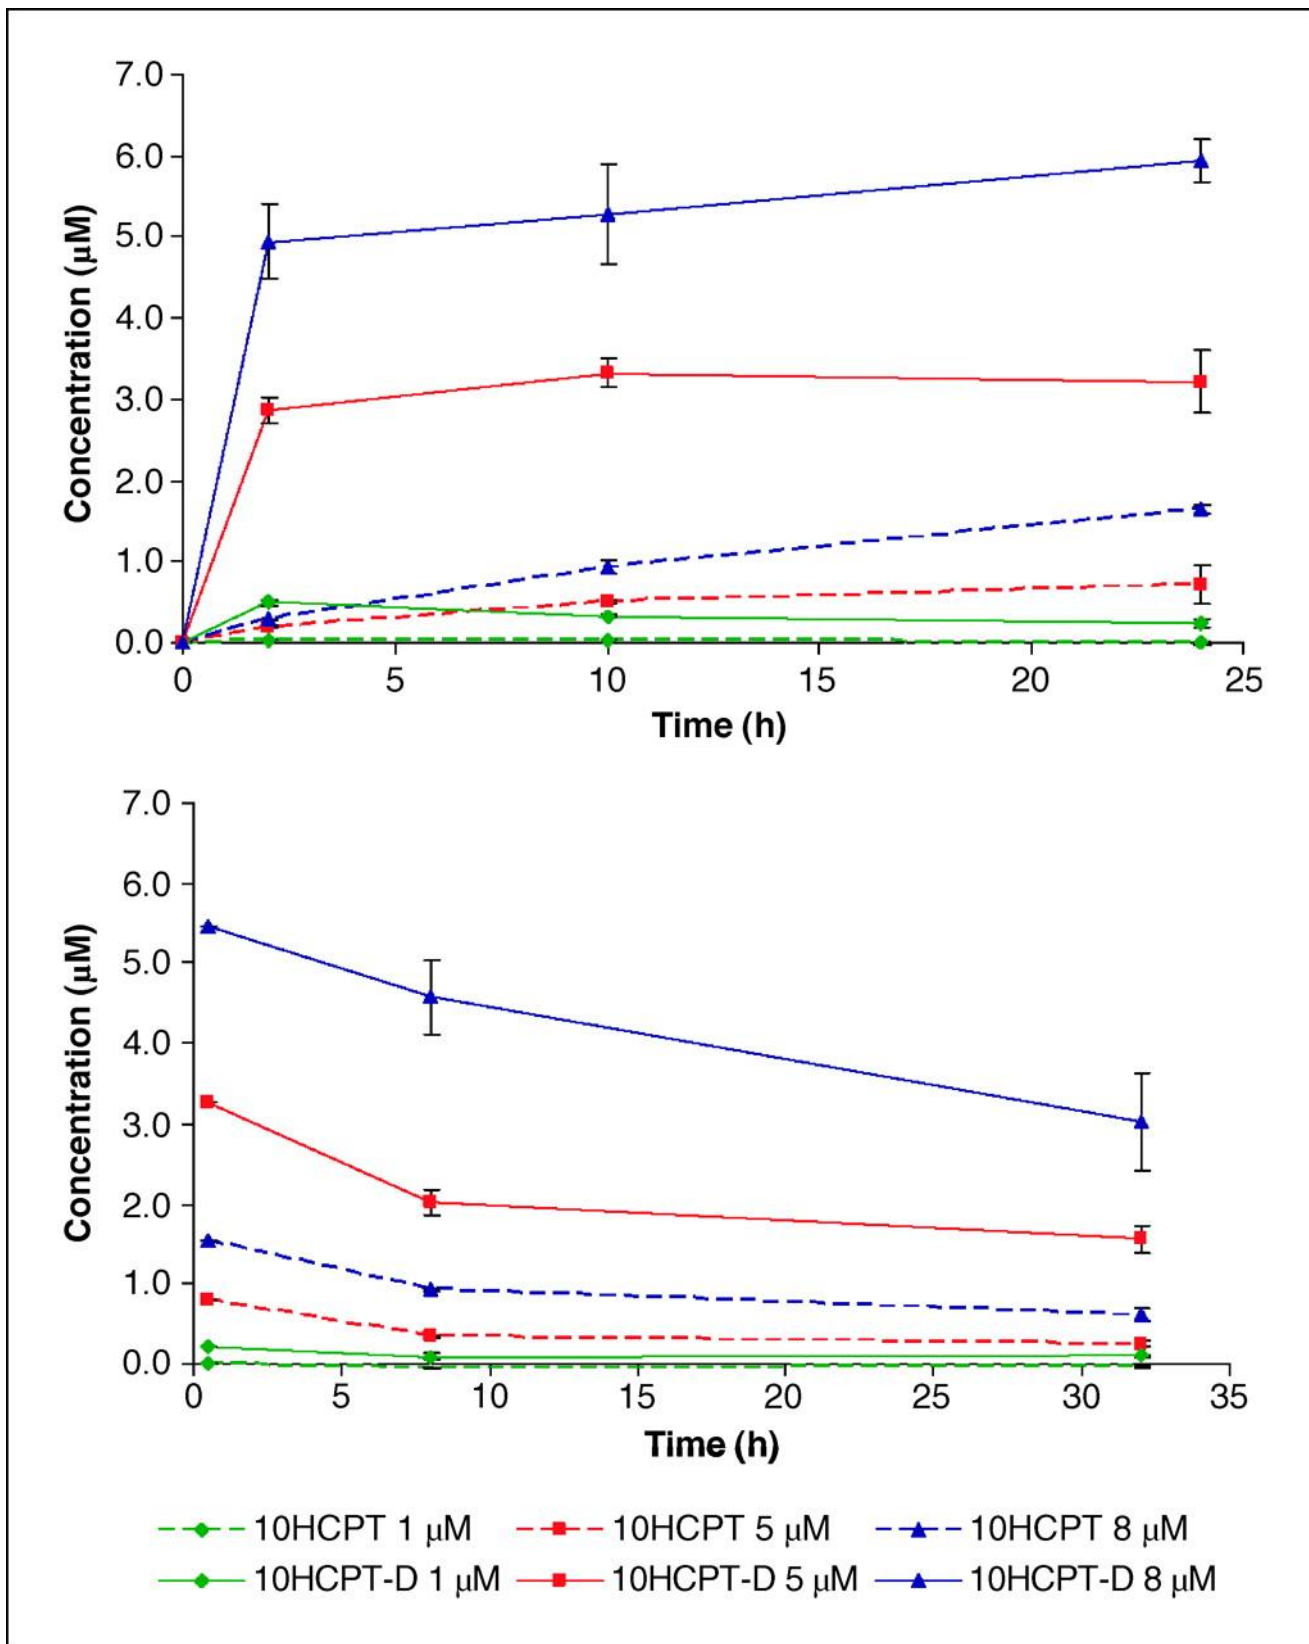 7.0
6.0
5.0
4.0
3.0
2.0
1.0
0.0
Concentration (μM)
0 5 10 15 20 25
Time (h)
7.0
6.0
5.0
4.0
3.0
2.0
1.0
0.0
Concentration (μM)
0 5 10 15 20 25 30 35
Time (h)
10HCPT 1 μM 10HCPT 5 μM 10HCPT 8 μM
10HCPT-D 1 μM 10HCPT-D 5 μM 10HCPT-D 8 μM